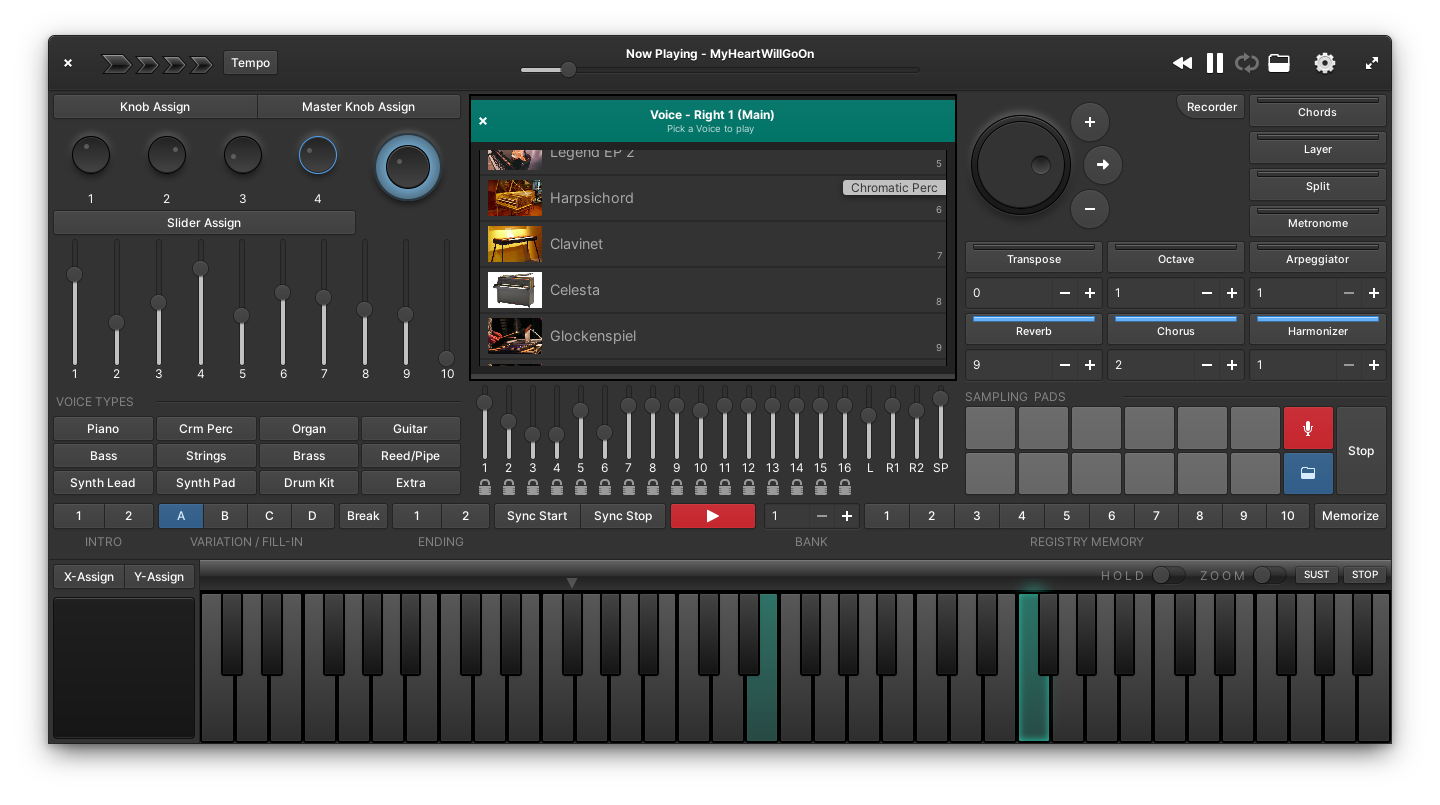 Tempo
Now Playing - MyHeartWillGoOn
Knob Assign
Master Knob Assign
1 2 3 4
Slider Assign
1 2 3 4 5 6 7 8 9 10
VOICE TYPES
Piano Crm Perc Organ Guitar
Bass Strings Brass Reed/Pipe
Synth Lead Synth Pad Drum Kit Extra
Voice - Right 1 (Main)
Pick a Voice to play
Legend EP 2
5
Chromatic Perc
Harpsichord
6
Clavinet
7
Celesta
8
Glockenspiel
9
1 2 3 4 5 6 7 8 9 10 11 12 13 14 15 16 L R1 R2 SP
Recorder
Chords
Layer
Split
Metronome
Transpose Octave Arpeggiator
0 − + 1 − + 1 − +
Reverb Chorus Harmonizer
9 − + 2 − + 1 − +
SAMPLING PADS
Stop
1 2 A B C D Break 1 2 Sync Start Sync Stop 1 − + 1 2 3 4 5 6 7 8 9 10 Memorize
INTRO VARIATION / FILL-IN ENDING BANK REGISTRY MEMORY
X-Assign Y-Assign
HOLD ZOOM SUST STOP